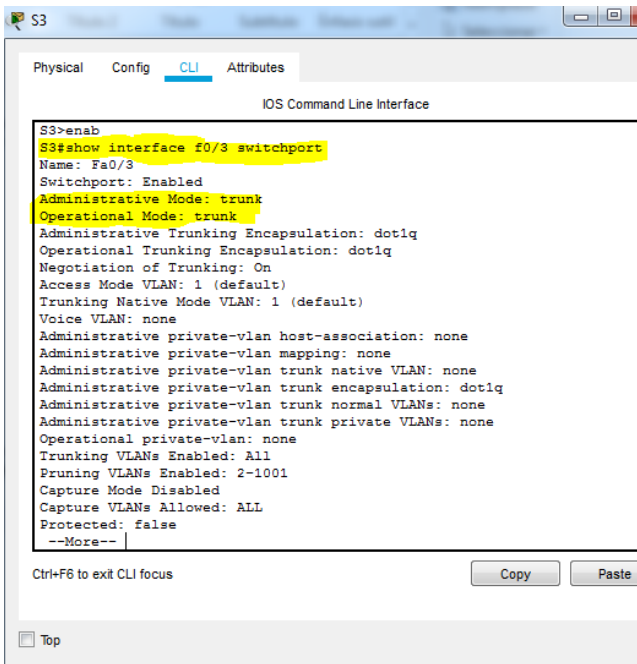 S3
Physical Config CLI Attributes
IOS Command Line Interface
S3>enab
S3#show interface f0/3 switchport
Name: Fa0/3
Switchport: Enabled
Administrative Mode: trunk
Operational Mode: trunk
Administrative Trunking Encapsulation: dot1q
Operational Trunking Encapsulation: dot1q
Negotiation of Trunking: On
Access Mode VLAN: 1 (default)
Trunking Native Mode VLAN: 1 (default)
Voice VLAN: none
Administrative private-vlan host-association: none
Administrative private-vlan mapping: none
Administrative private-vlan trunk native VLAN: none
Administrative private-vlan trunk encapsulation: dot1q
Administrative private-vlan trunk normal VLANs: none
Administrative private-vlan trunk private VLANs: none
Operational private-vlan: none
Trunking VLANs Enabled: All
Pruning VLANs Enabled: 2-1001
Capture Mode Disabled
Capture VLANs Allowed: ALL
Protected: false
--More--
Ctrl+F6 to exit CLI focus
Copy Paste
Top